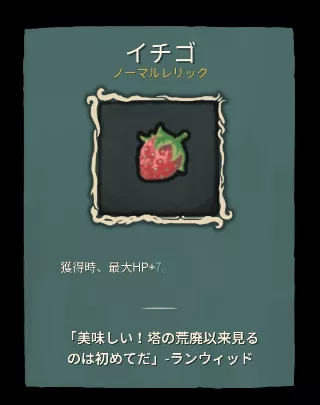 イチゴ
ノーマルレリック
獲得時、最大HP+7。
「美味しい！塔の荒廃以来見る
のは初めてだ」-ランウィッド